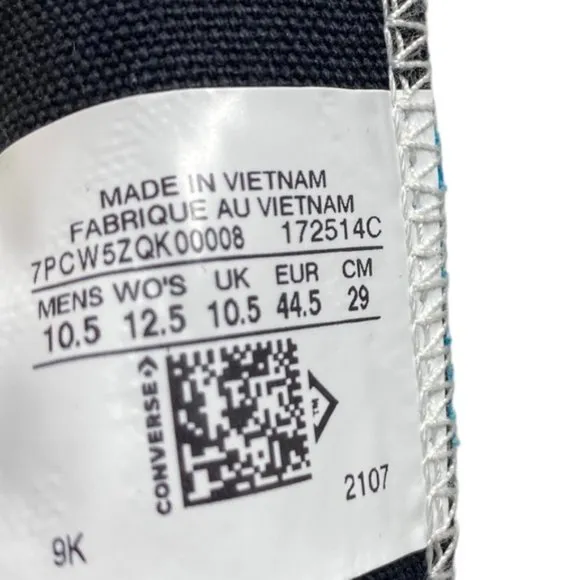 MADE IN VIETNAM
FABRIQUE AU VIETNAM
7PCW5ZQK00008 172514C
MENS WO'S UK EUR CM
10.5 12.5 10.5 44.5 29
CONVERSE
TM
2107
9K